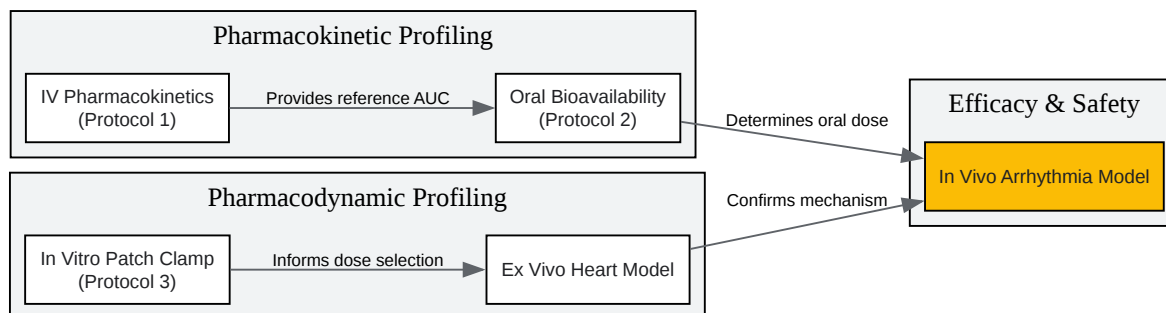 Pharmacokinetic Profiling
IV Pharmacokinetics
(Protocol 1)
Provides reference AUC
Oral Bioavailability
(Protocol 2)
Determines oral dose
Efficacy & Safety
In Vivo Arrhythmia Model
Pharmacodynamic Profiling
Confirms mechanism
In Vitro Patch Clamp
(Protocol 3)
Informs dose selection
Ex Vivo Heart Model